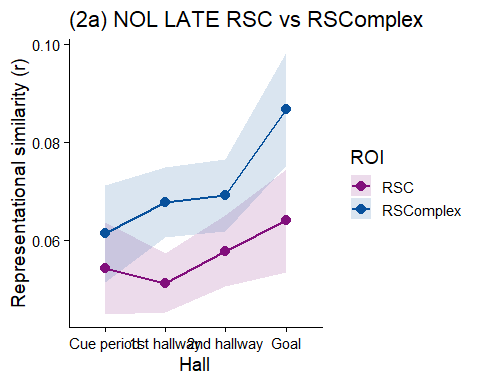 (2a) NOL LATE RSC vs RSComplex
Representational similarity (r)
0.10
0.08
0.06
Cue period 1st hallway 2nd hallway Goal
Hall
ROI
RSC
RSComplex